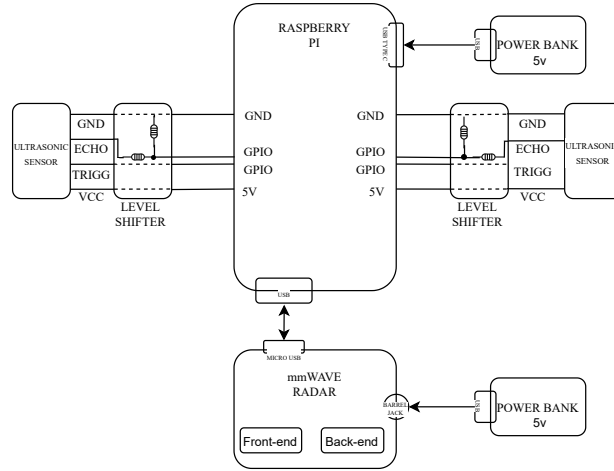 RASPBERRY
PI
USB TYPE C
USB
POWER BANK
5v
ULTRASONIC
SENSOR
GND
ECHO
TRIGG
VCC
LEVEL
SHIFTER
GND
GPIO
GPIO
5V
GND
GPIO
GPIO
5V
GND
ECHO
TRIGG
VCC
LEVEL
SHIFTER
ULTRASONIC
SENSOR
USB
MICRO USB
mmWAVE
RADAR
Front-end
Back-end
BARREL
JACK
USB
POWER BANK
5v